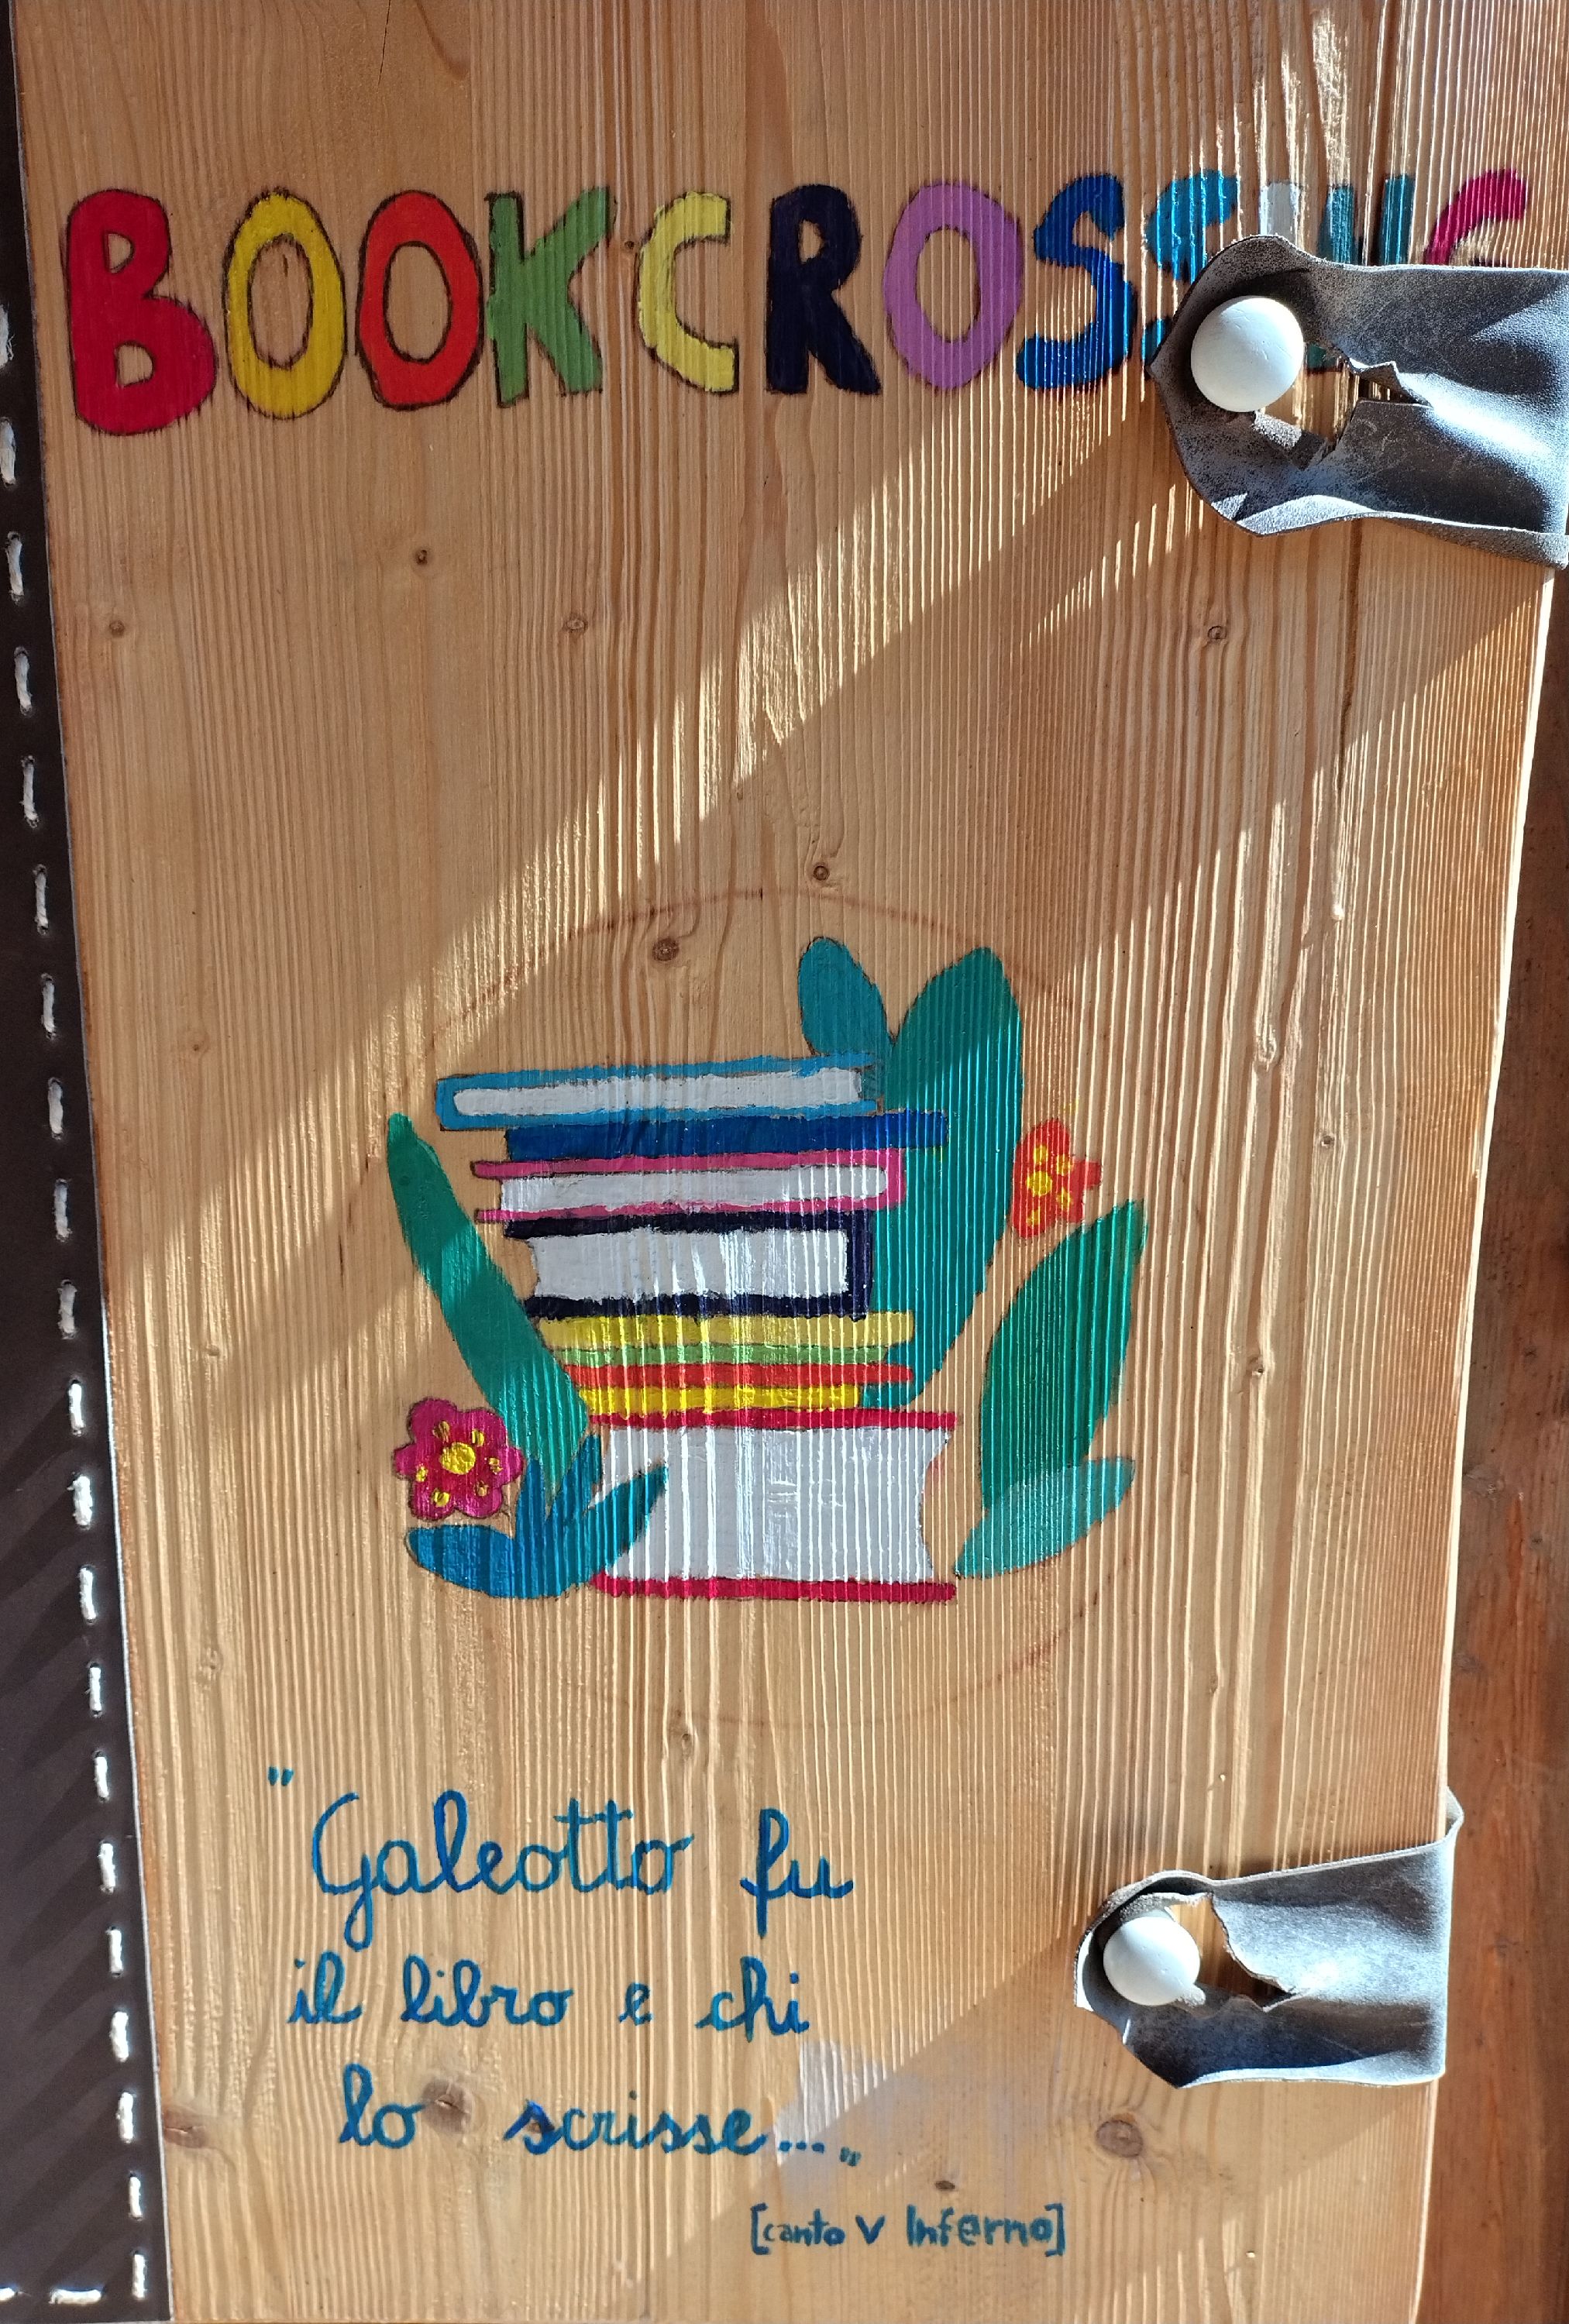 BOOKCROSSING
"Galeotto fu
il libro e chi
lo scrisse..."
[canto V Inferno]